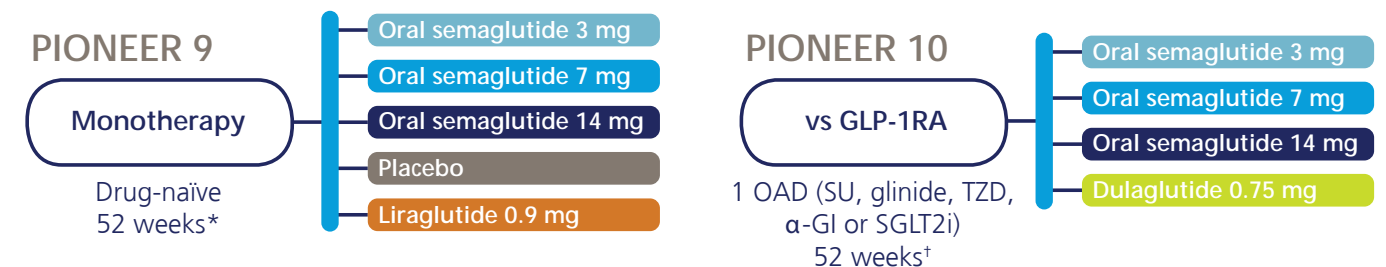 PIONEER 9
Monotherapy
Drug-naïve
52 weeks*
Oral semaglutide 3 mg
Oral semaglutide 7 mg
Oral semaglutide 14 mg
Placebo
Liraglutide 0.9 mg
PIONEER 10
vs GLP-1RA
1 OAD (SU, glinide, TZD,
α-GI or SGLT2i)
52 weeks†
Oral semaglutide 3 mg
Oral semaglutide 7 mg
Oral semaglutide 14 mg
Dulaglutide 0.75 mg